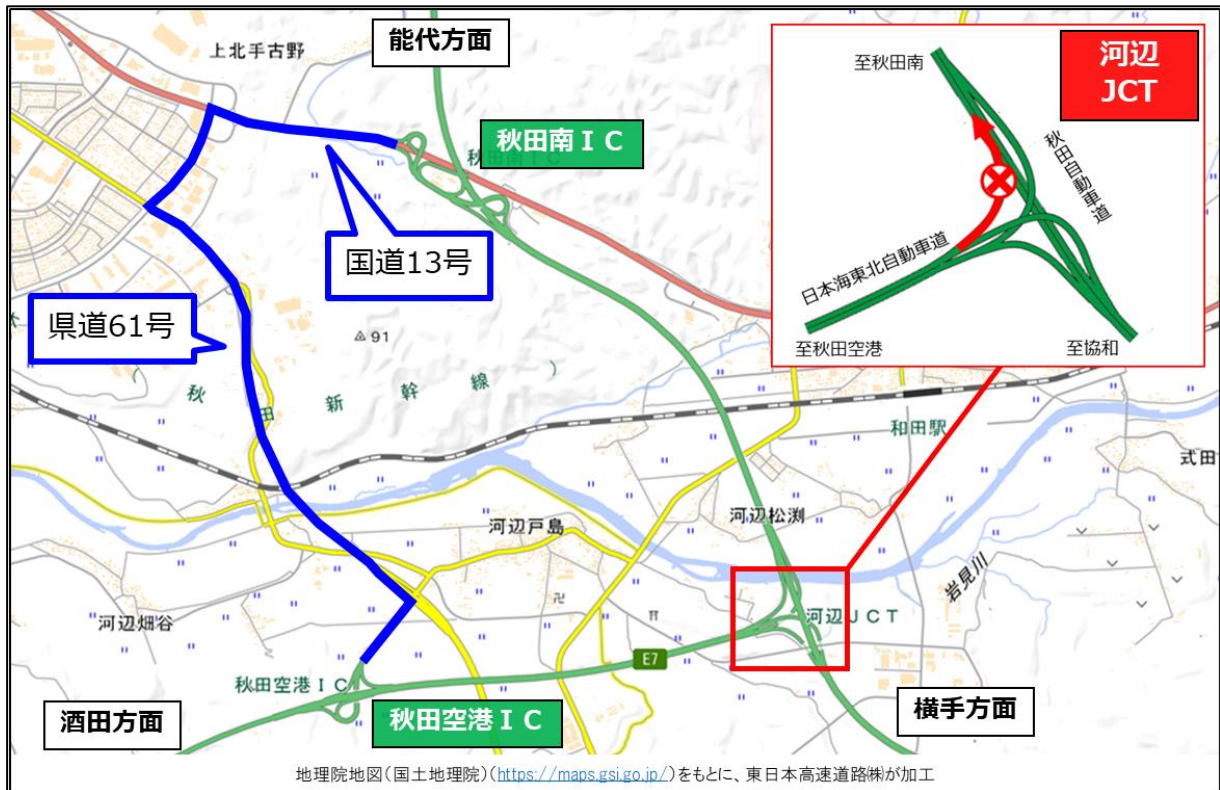 能代方面
上北手古野
秋田南ＩＣ
秋田南ＩＣ
国道13号
県道61号
91
秋田新幹線
河辺
JCT
至秋田南
秋田自動車道
日本海東北自動車道
至秋田空港
至協和
和田駅
式田
河辺戸島
河辺松渕
岩見川
河辺畑谷
河辺ＪＣＴ
E7
秋田空港ＩＣ
酒田方面
秋田空港ＩＣ
横手方面
地理院地図（国土地理院）（https://maps.gsi.go.jp/）をもとに、東日本高速道路㈱が加工